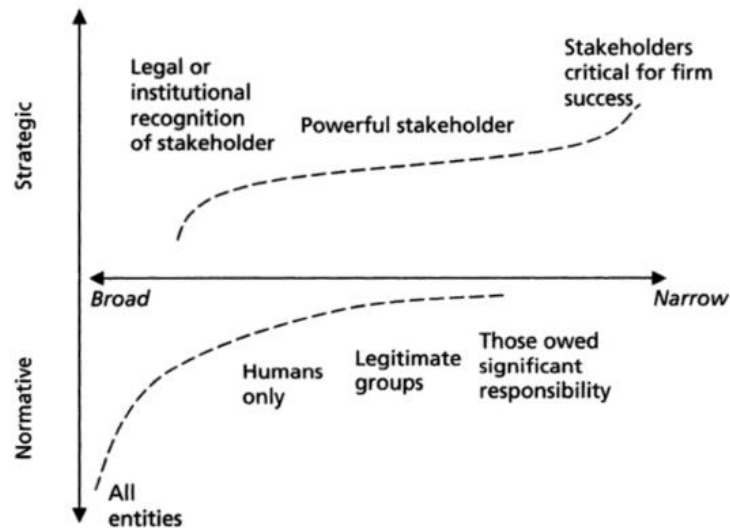 Strategic
Normative
Legal or
institutional
recognition
of stakeholder
Powerful stakeholder
Stakeholders
critical for firm
success
Broad
Narrow
Humans
only
Legitimate
groups
Those owed
significant
responsibility
All
entities